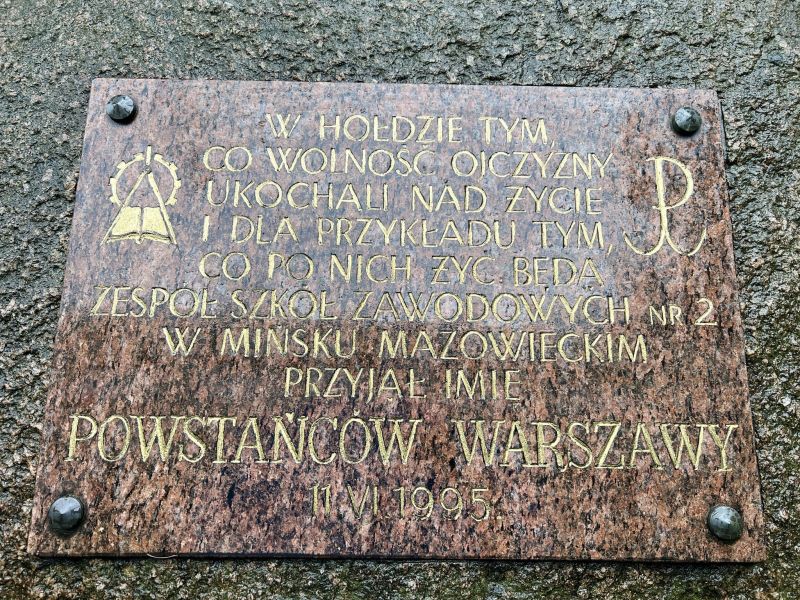 W HOŁDZIE TYM,
CO WOLNOŚĆ OJCZYZNY
UKOCHALI NAD ŻYCIE
I DLA PRZYKŁADU TYM,
CO PO NICH ŻYĆ BĘDĄ
ZESPÓŁ SZKÓŁ ZAWODOWYCH NR 2
W MIŃSKU MAZOWIECKIM
PRZYJĄŁ IMIĘ
POWSTAŃCÓW WARSZAWY
11 VI 1995